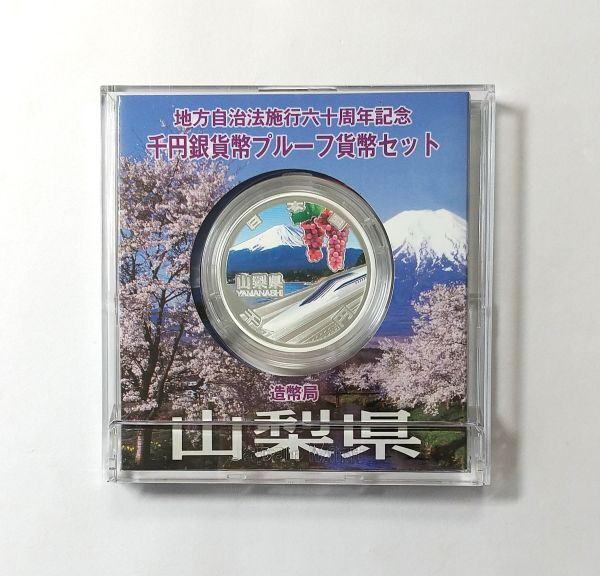 地方自治法施行六十周年記念
千円銀貨幣プルーフ貨幣セット
日本国
山梨県
YAMANASHI
千円
造幣局
山梨県